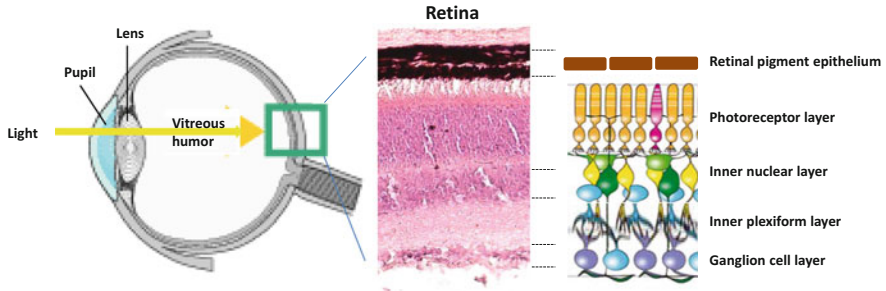 Retina
Lens
Pupil
Light
Vitreous
humor
Retinal pigment epithelium
Photoreceptor layer
Inner nuclear layer
Inner plexiform layer
Ganglion cell layer